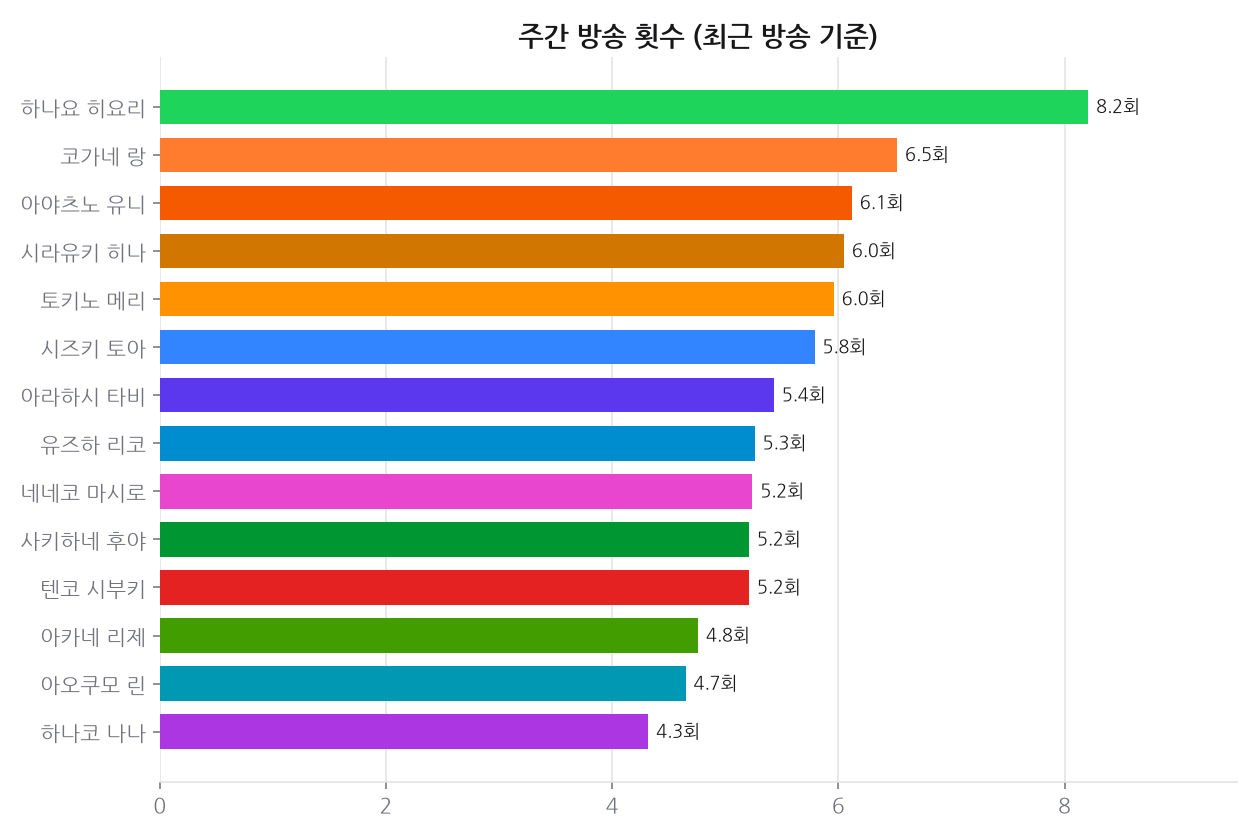 주간 방송 횟수 (최근 방송 기준)
하나요 히요리 8.2회
코가네 랑 6.5회
아야츠노 유니 6.1회
시라유키 히나 6.0회
토키노 메리 6.0회
시즈키 토아 5.8회
아라하시 타비 5.4회
유즈하 리코 5.3회
네네코 마시로 5.2회
사키하네 후야 5.2회
텐코 시부키 5.2회
아카네 리제 4.8회
아오쿠모 린 4.7회
하나코 나나 4.3회
0 2 4 6 8